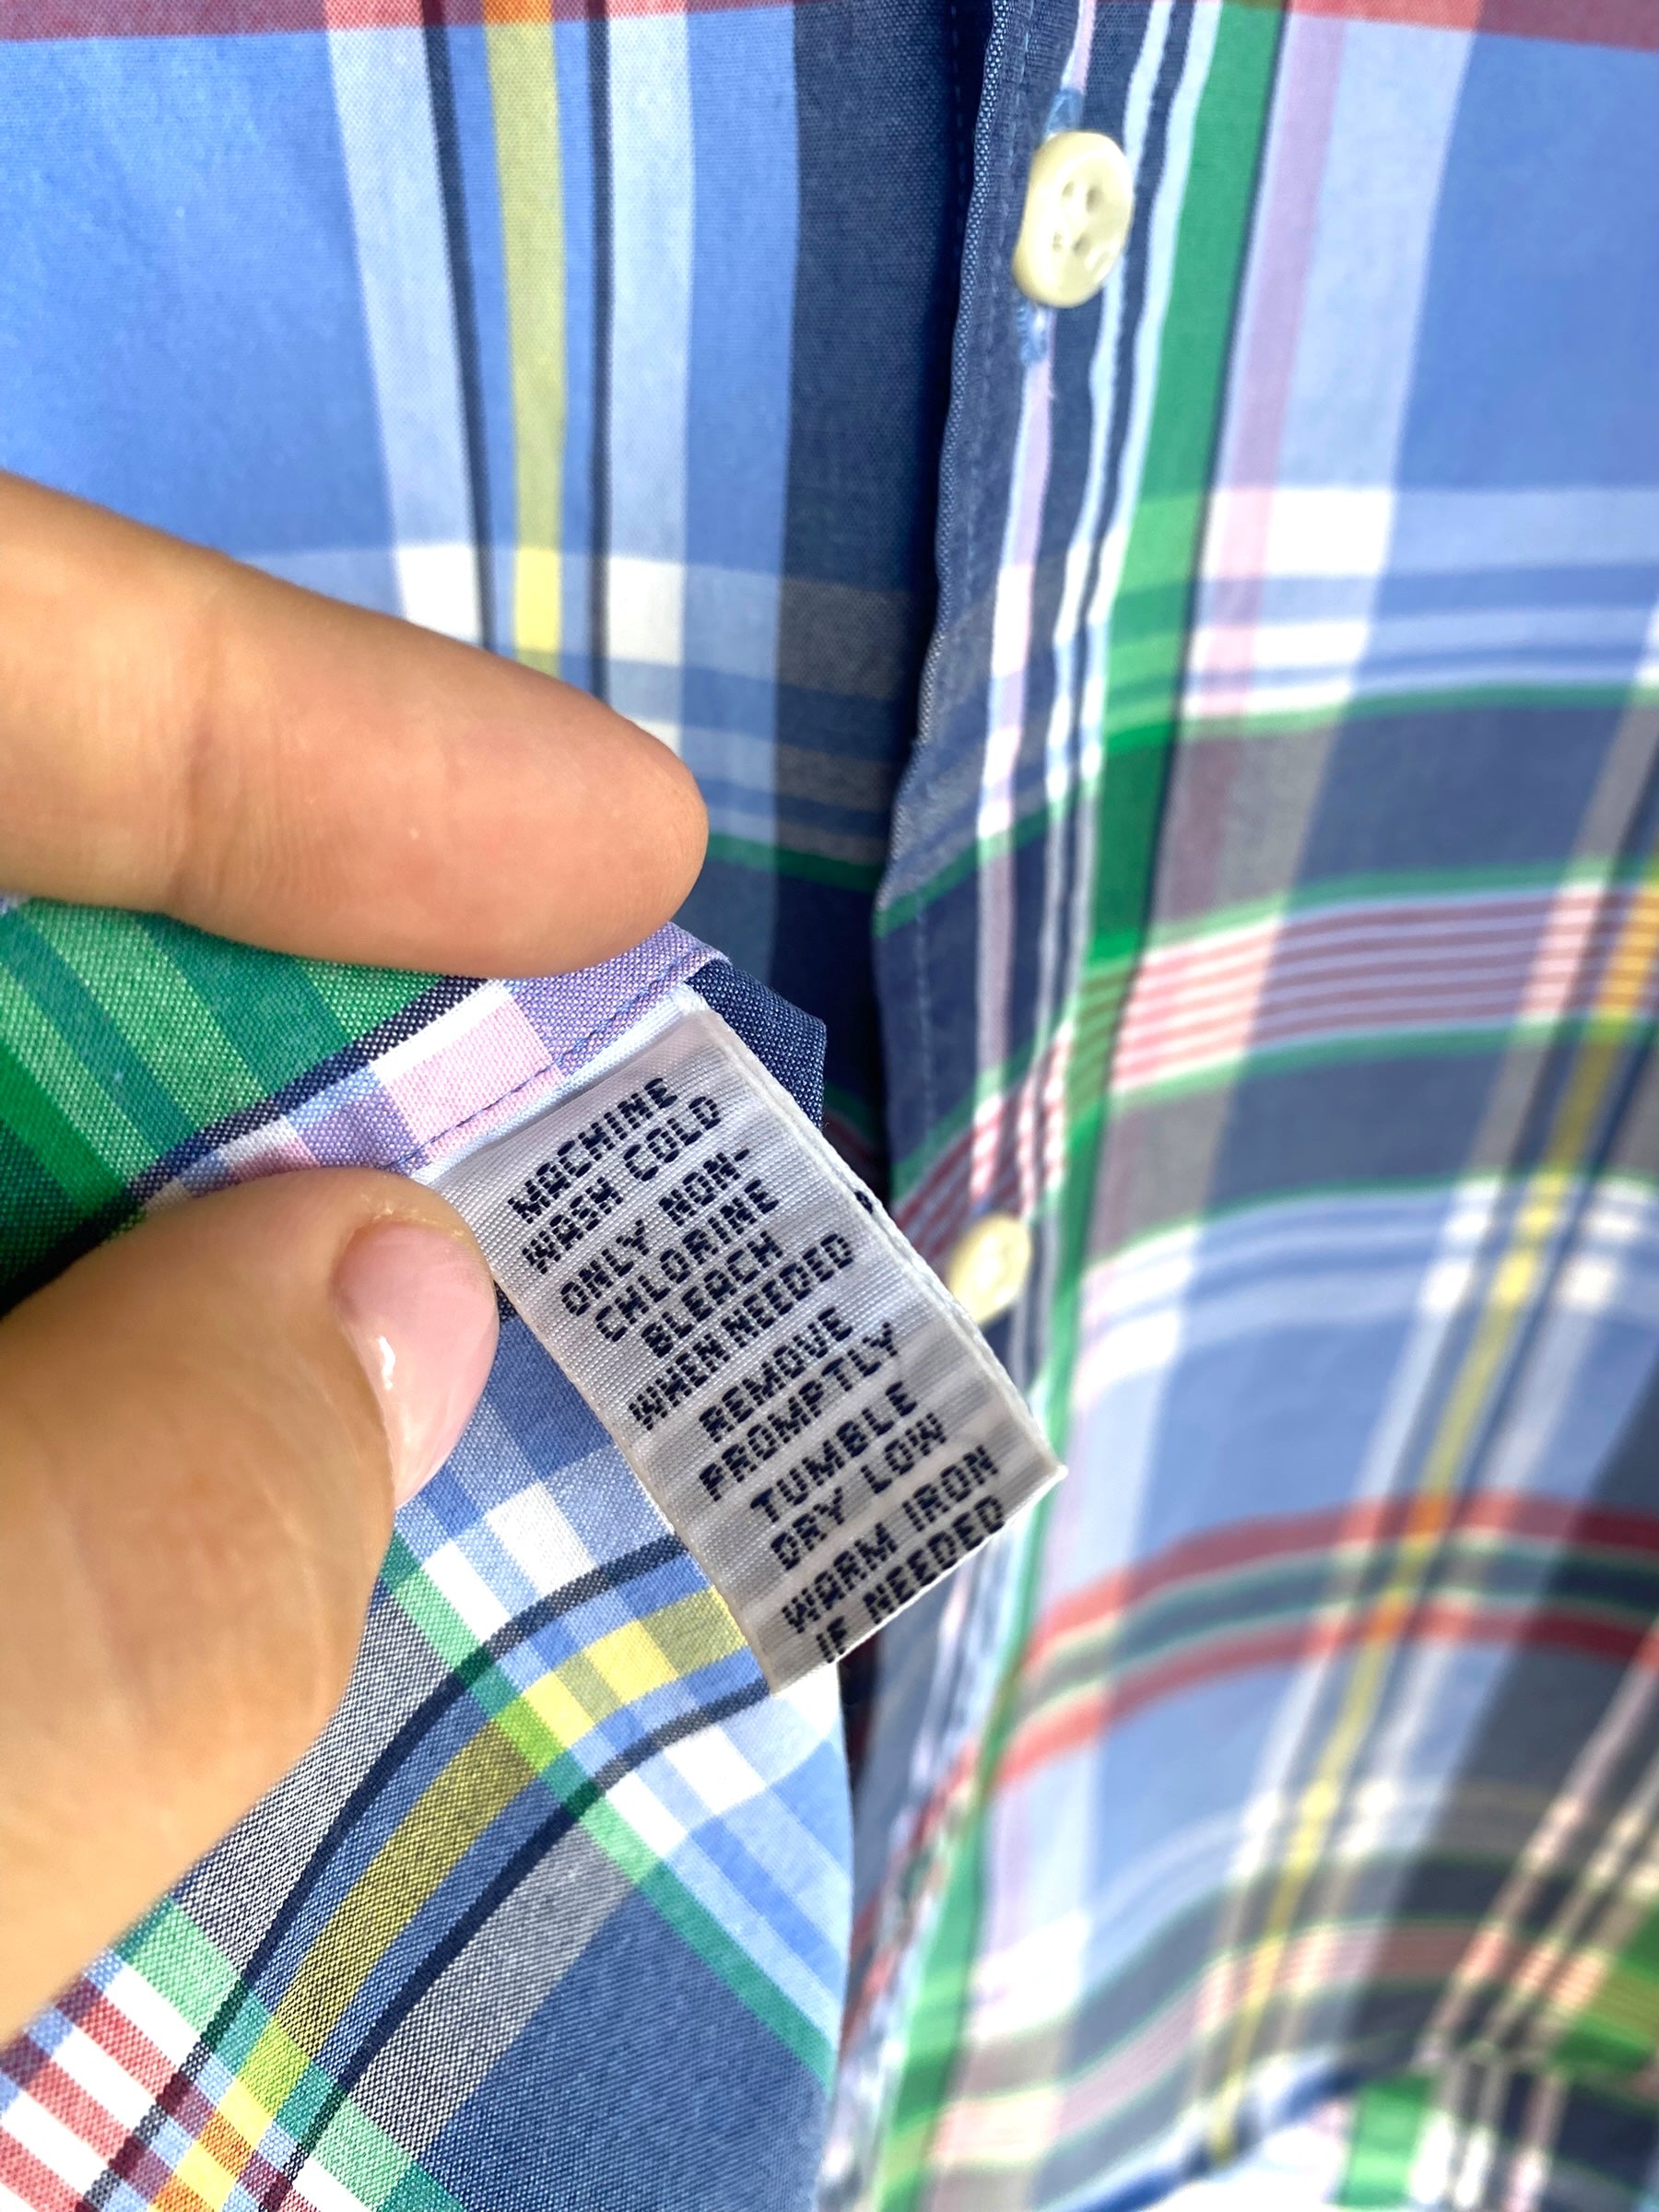 MACHINE
WASH COLD
ONLY NON-
CHLORINE
BLEACH
WHEN NEEDED
REMOVE
PROMPTLY
TUMBLE
DRY LOW
WARM IRON
IF NEEDED